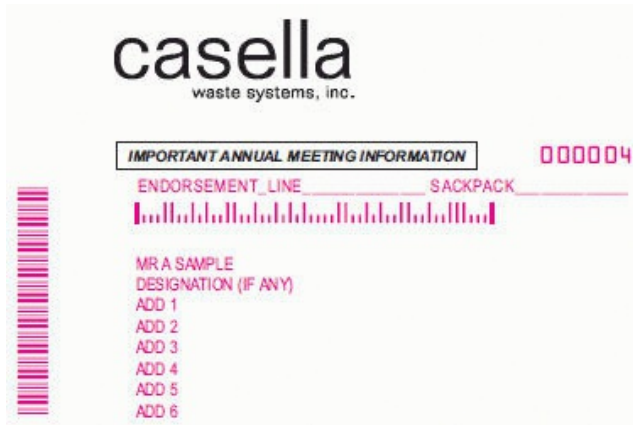 casella
waste systems, inc.
IMPORTANT ANNUAL MEETING INFORMATION
000004
ENDORSEMENT_LINE______________ SACKPACK_____________
MR A SAMPLE
DESIGNATION (IF ANY)
ADD 1
ADD 2
ADD 3
ADD 4
ADD 5
ADD 6